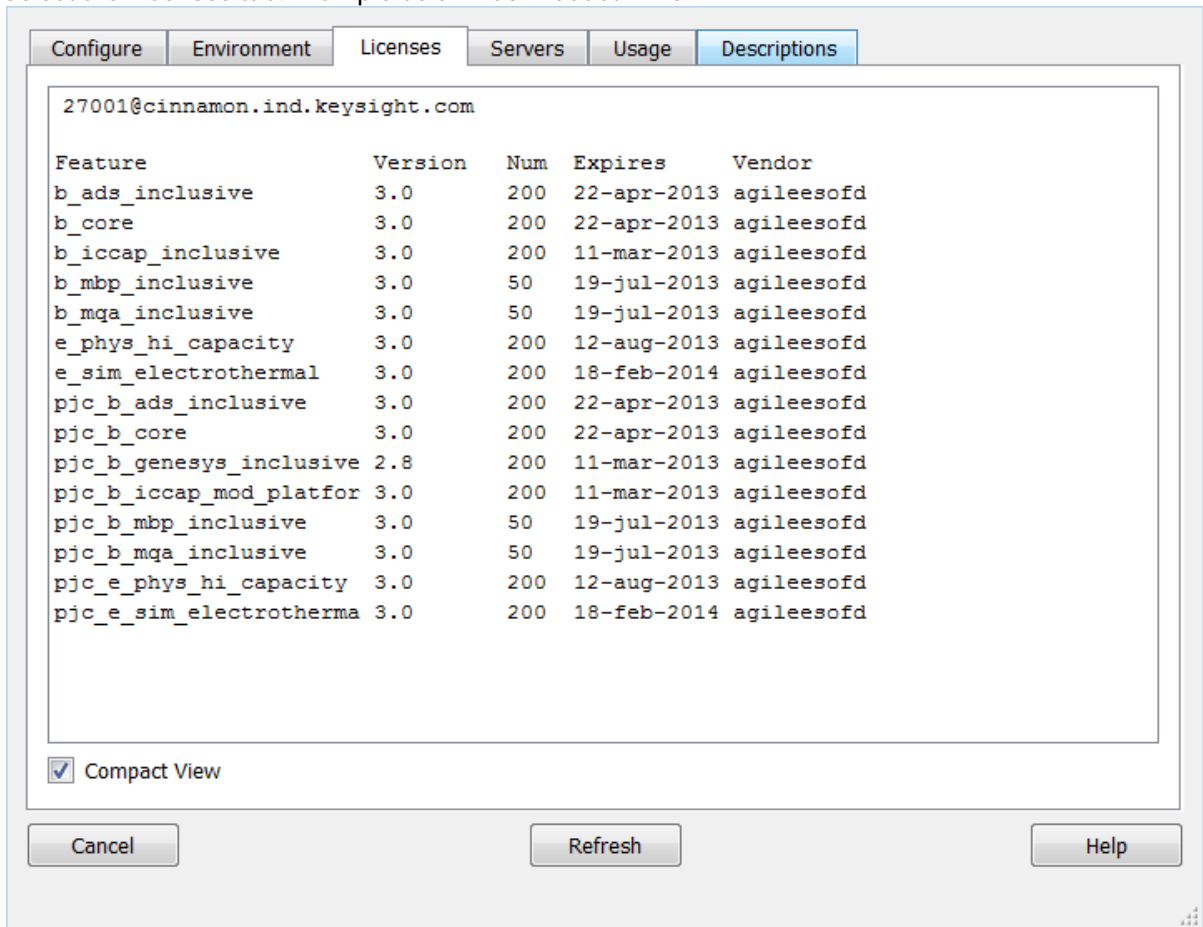 Configure Environment Licenses Servers Usage Descriptions
27001@cinnamon.ind.keysight.com
Feature Version Num Expires Vendor
b_ads_inclusive 3.0 200 22-apr-2013 agileesofd
b_core 3.0 200 22-apr-2013 agileesofd
b_iccap_inclusive 3.0 200 11-mar-2013 agileesofd
b_mbp_inclusive 3.0 50 19-jul-2013 agileesofd
b_mqa_inclusive 3.0 50 19-jul-2013 agileesofd
e_phys_hi_capacity 3.0 200 12-aug-2013 agileesofd
e_sim_electrothermal 3.0 200 18-feb-2014 agileesofd
pjc_b_ads_inclusive 3.0 200 22-apr-2013 agileesofd
pjc_b_core 3.0 200 22-apr-2013 agileesofd
pjc_b_genesys_inclusive 2.8 200 11-mar-2013 agileesofd
pjc_b_iccap_mod_platfor 3.0 200 11-mar-2013 agileesofd
pjc_b_mbp_inclusive 3.0 50 19-jul-2013 agileesofd
pjc_b_mqa_inclusive 3.0 50 19-jul-2013 agileesofd
pjc_e_phys_hi_capacity 3.0 200 12-aug-2013 agileesofd
pjc_e_sim_electrotherma 3.0 200 18-feb-2014 agileesofd
Compact View
Cancel Refresh Help